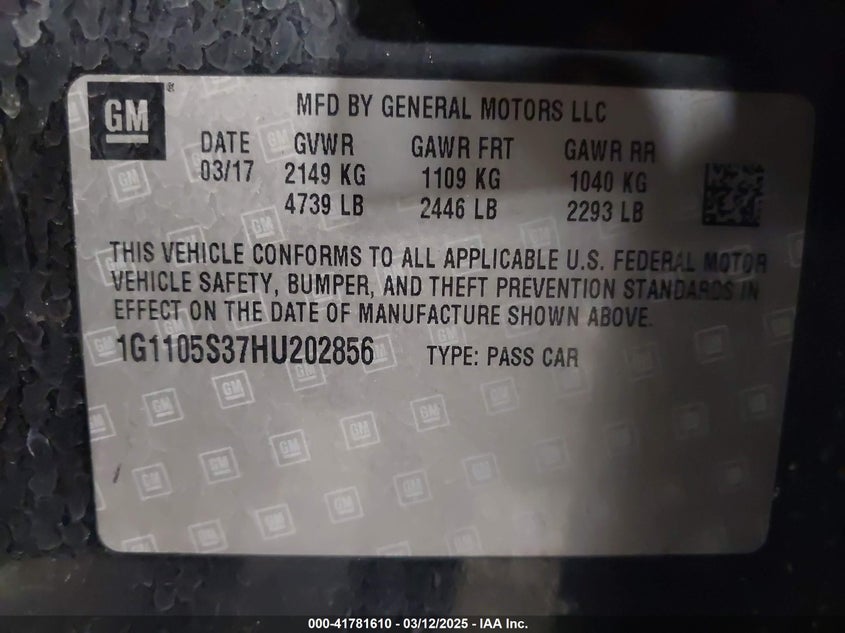 GM®
MFD BY GENERAL MOTORS LLC
DATE GVWR GAWR FRT GAWR RR
03/17 2149 KG 1109 KG 1040 KG
4739 LB 2446 LB 2293 LB
THIS VEHICLE CONFORMS TO ALL APPLICABLE U.S. FEDERAL MOTOR
VEHICLE SAFETY, BUMPER, AND THEFT PREVENTION STANDARDS IN
EFFECT ON THE DATE OF MANUFACTURE SHOWN ABOVE.
1G1105S37HU202856 TYPE: PASS CAR
000-41781610 / 03/12/2025 - © IAA Inc.